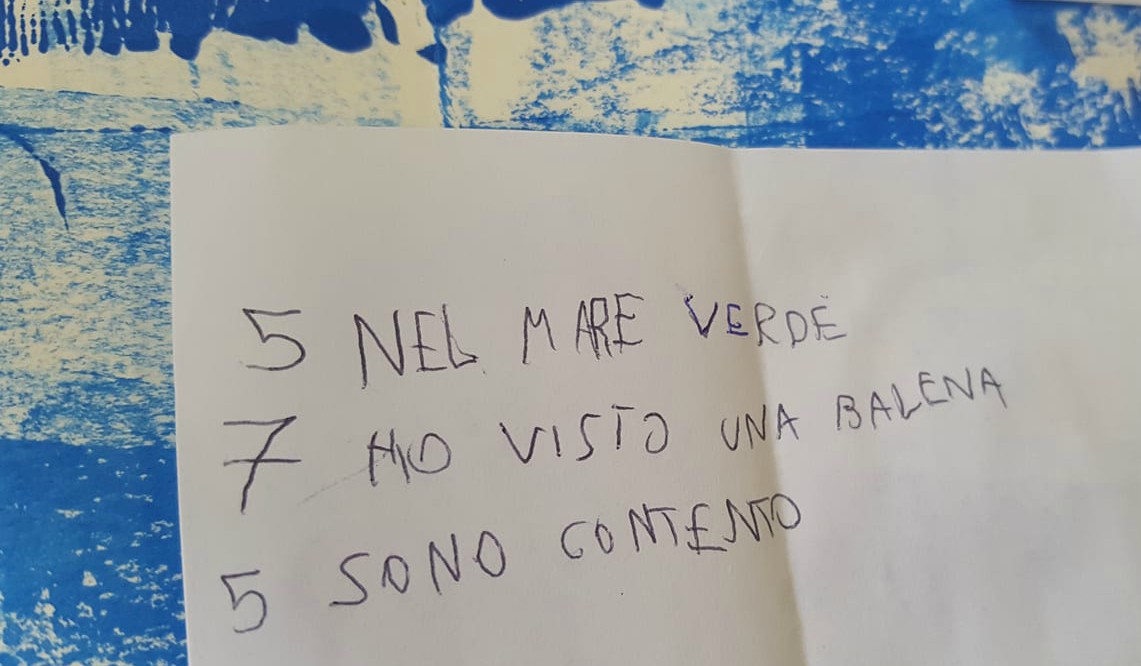 5 NEL MARE VERDE
7 HO VISTO UNA BALENA
5 SONO CONTENTO